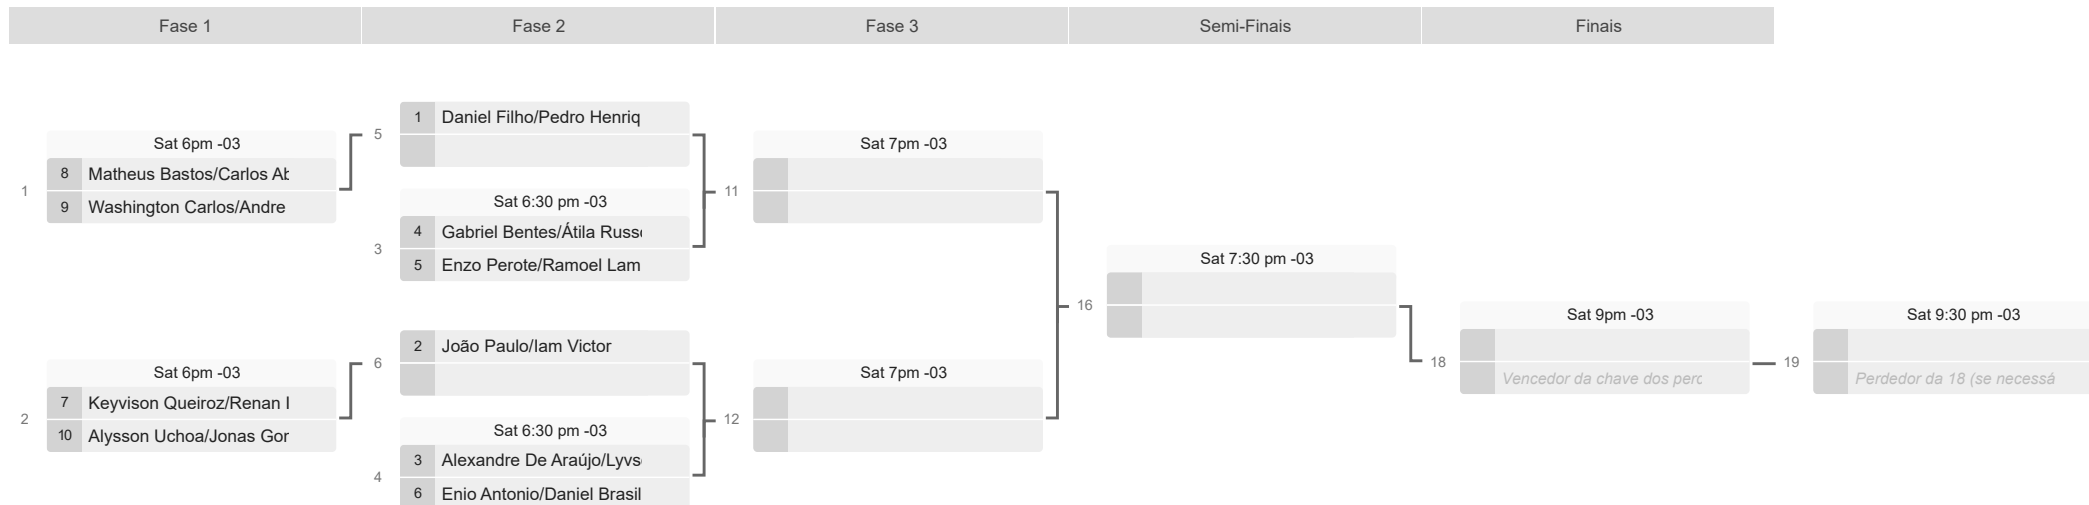 Fase 1
Fase 2
Fase 3
Semi-Finais
Finais
1
Sat 6pm -03
8 Matheus Bastos/Carlos Ab
9 Washington Carlos/Andre
2
Sat 6pm -03
7 Keyvison Queiroz/Renan
10 Alysson Uchoa/Jonas Gor
5
1 Daniel Filho/Pedro Henriq
3
Sat 6:30 pm -03
4 Gabriel Bentes/Átila Russ
5 Enzo Perote/Ramoel Lam
6
2 João Paulo/Iam Victor
4
Sat 6:30 pm -03
3 Alexandre De Araújo/Lyvs
6 Enio Antonio/Daniel Brasil
11
Sat 7pm -03
12
Sat 7pm -03
16
Sat 7:30 pm -03
18
Sat 9pm -03
Vencedor da chave dos perc
19
Sat 9:30 pm -03
Perdedor da 18 (se necessá